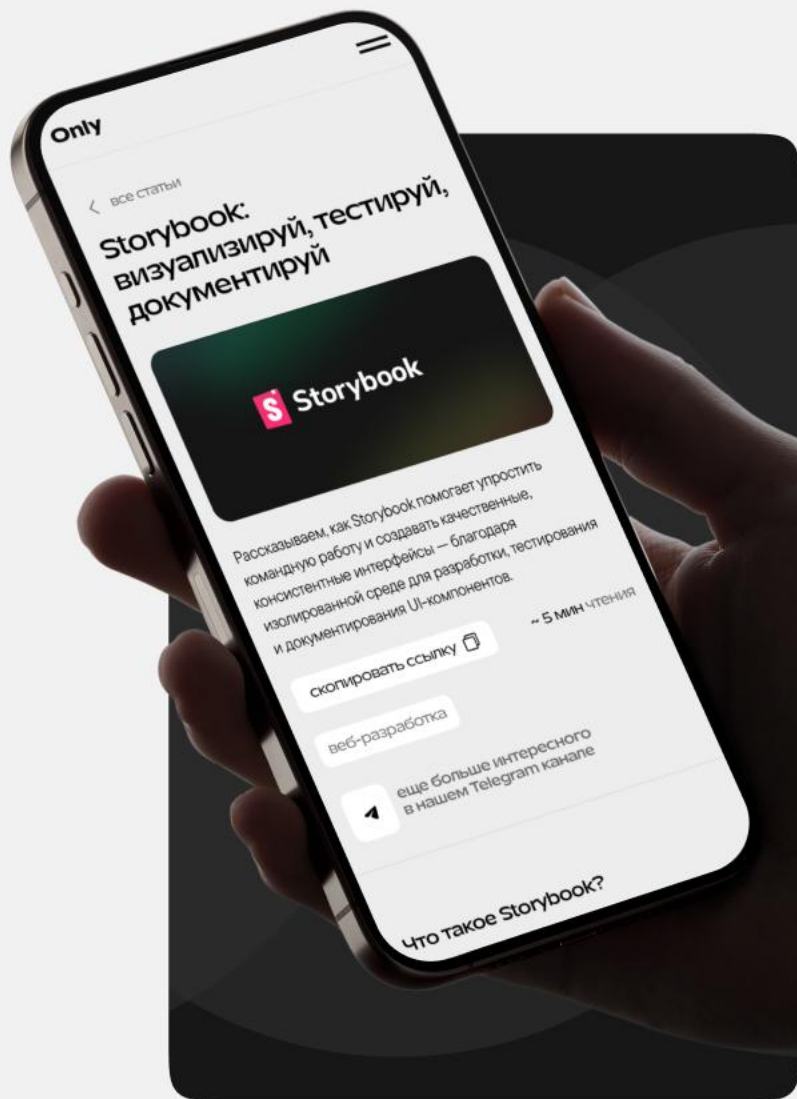 Only
все статьи
Storybook:
визуализируй, тестируй,
документируй
S Storybook
Рассказываем, как Storybook помогает упростить
командную работу и создавать качественные,
консистентные интерфейсы — благодаря
изолированной среде для разработки, тестирования
и документирования UI-компонентов.
скопировать ссылку
~ 5 мин чтения
веб-разработка
еще больше интересного
в нашем Telegram канале
Что такое Storybook?